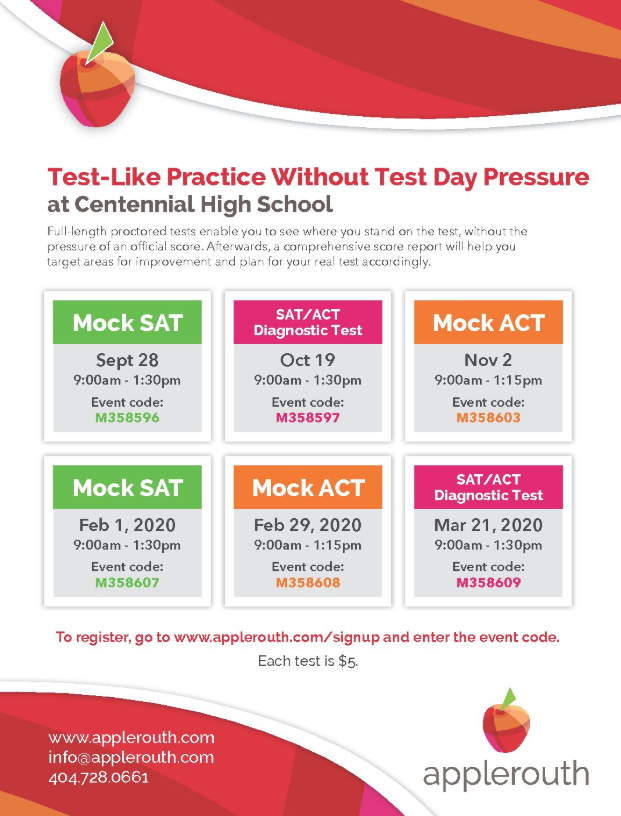 Test-Like Practice Without Test Day Pressure
at Centennial High School
Full-length proctored tests enable you to see where you stand on the test, without the
pressure of an official score. Afterwards, a comprehensive score report will help you
target areas for improvement and plan for your real test accordingly.
Mock SAT
Sept 28
9:00am - 1:30pm
Event code:
M358596
SAT/ACT
Diagnostic Test
Oct 19
9:00am - 1:30pm
Event code:
M358597
Mock ACT
Nov 2
9:00am - 1:15pm
Event code:
M358603
Mock SAT
Feb 1, 2020
9:00am - 1:30pm
Event code:
M358607
Mock ACT
Feb 29, 2020
9:00am - 1:15pm
Event code:
M358608
SAT/ACT
Diagnostic Test
Mar 21, 2020
9:00am - 1:30pm
Event code:
M358609
To register, go to www.applerouth.com/signup and enter the event code.
Each test is $5.
www.applerouth.com
info@applerouth.com
404.728.0661
applerouth